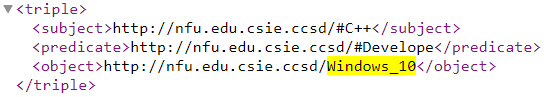 <triple>
<subject>http://nfu.edu.csie.ccsd/#C++</subject>
<predicate>http://nfu.edu.csie.ccsd/#Develope</predicate>
<object>http://nfu.edu.csie.ccsd/Windows_10</object>
</triple>